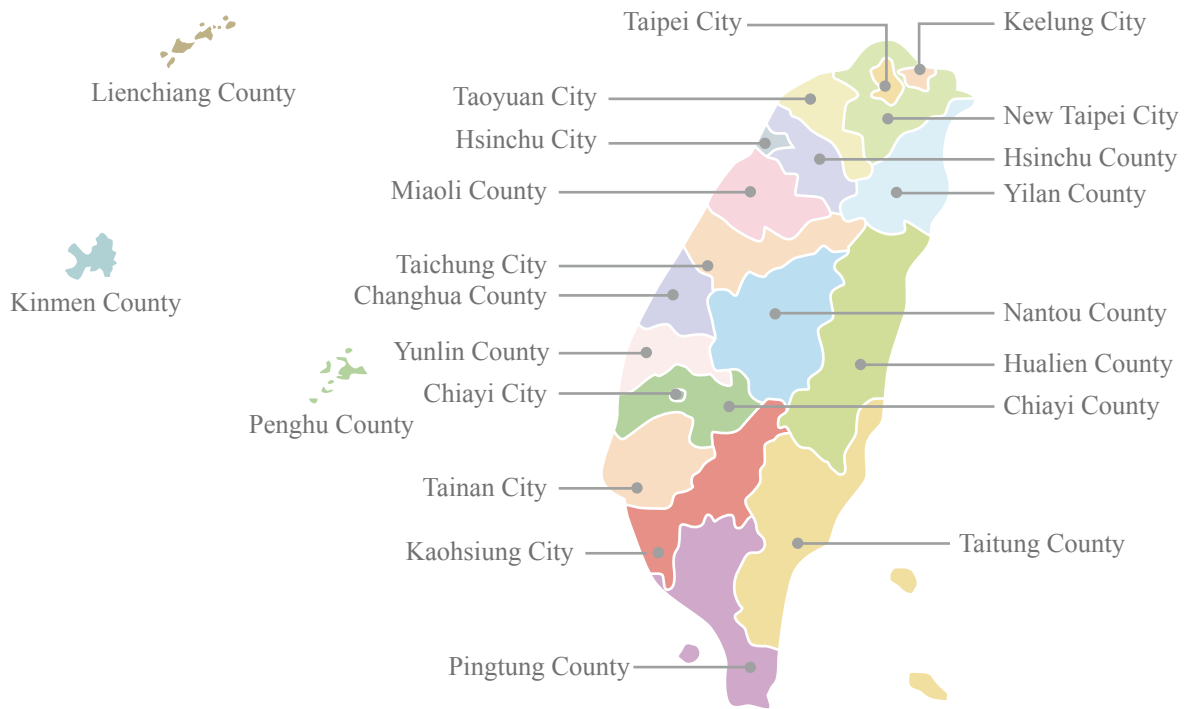 Taipei City
Keelung City
Lienchiang County
Taoyuan City
New Taipei City
Hsinchu City
Hsinchu County
Miaoli County
Yilan County
Taichung City
Kinmen County
Changhua County
Nantou County
Yunlin County
Hualien County
Chiayi City
Chiayi County
Penghu County
Tainan City
Kaohsiung City
Taitung County
Pingtung County